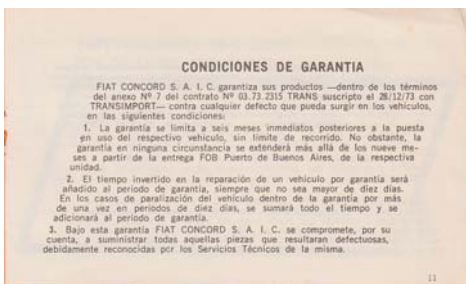 CONDICIONES DE GARANTIA
FIAT CONCORD S. A. I. C. garantiza sus productos —dentro de los términos
del anexo Nº 7 del contrato Nº 03.73.2315 TRANS suscripto el 28/12/73 con
TRANSIMPORT— contra cualquier defecto que pueda surgir en los vehículos,
en las siguientes condiciones:
1. La garantía se limita a seis meses inmediatos posteriores a la puesta
en uso del respectivo vehículo, sin límite de recorrido. No obstante, la
garantía en ninguna circunstancia se extenderá más allá de los nueve me-
ses a partir de la entrega FOB Puerto de Buenos Aires, de la respectiva
unidad.
2. El tiempo invertido en la reparación de un vehículo por garantía será
añadido al período de garantía, siempre que no sea mayor de diez días.
En los casos de paralización del vehículo dentro de la garantía por más
de una vez en períodos de diez días, se sumará todo el tiempo y se
adicionará al período de garantía.
3. Bajo esta garantía FIAT CONCORD S. A. I. C. se compromete, por su
cuenta, a suministrar todas aquellas piezas que resultaran defectuosas,
debidamente reconocidas por los Servicios Técnicos de la misma.
11